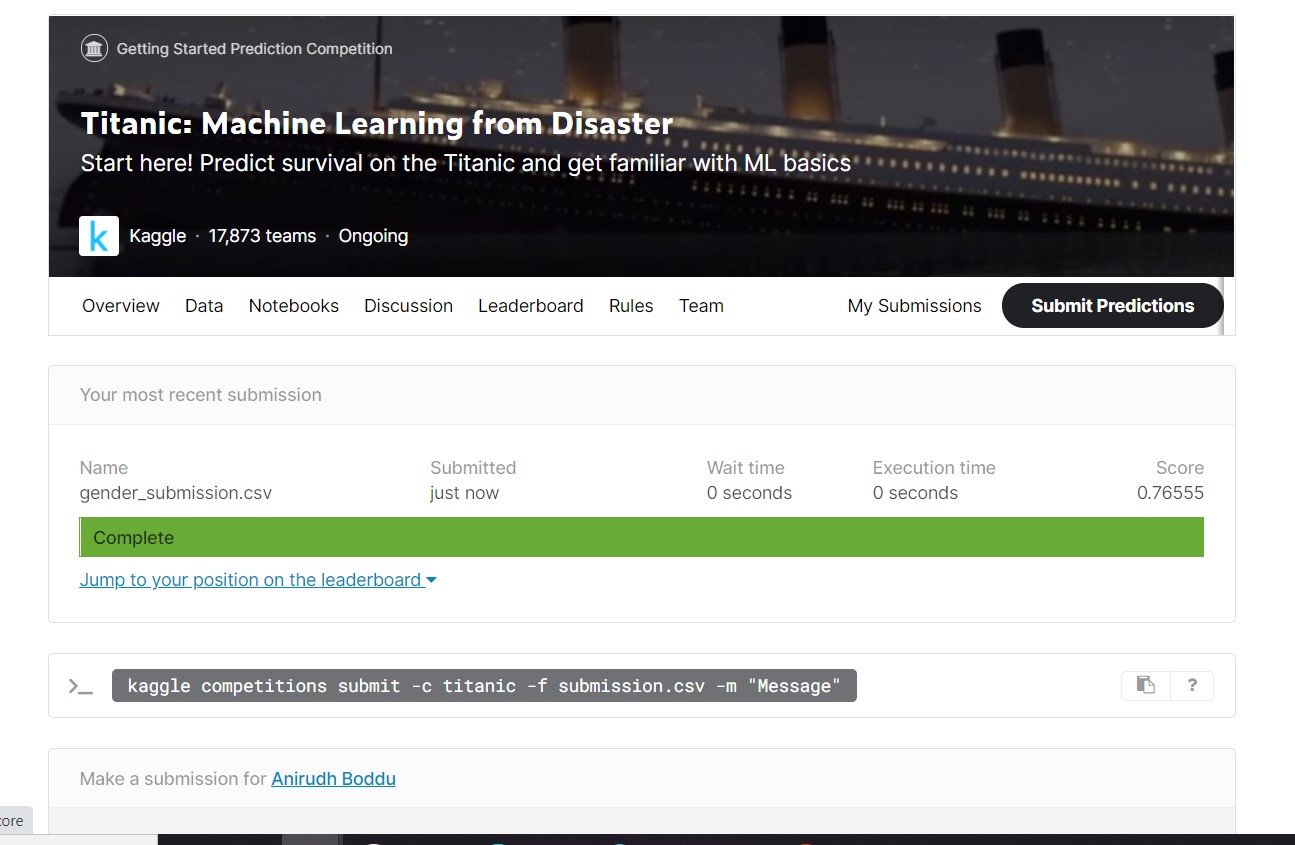 Getting Started Prediction Competition
Titanic: Machine Learning from Disaster
Start here! Predict survival on the Titanic and get familiar with ML basics
k Kaggle · 17,873 teams · Ongoing
Overview Data Notebooks Discussion Leaderboard Rules Team My Submissions Submit Predictions
Your most recent submission
Name Submitted Wait time Execution time Score
gender_submission.csv just now 0 seconds 0 seconds 0.76555
Complete
Jump to your position on the leaderboard
>_ kaggle competitions submit -c titanic -f submission.csv -m "Message" ?
Make a submission for Anirudh Boddu
core